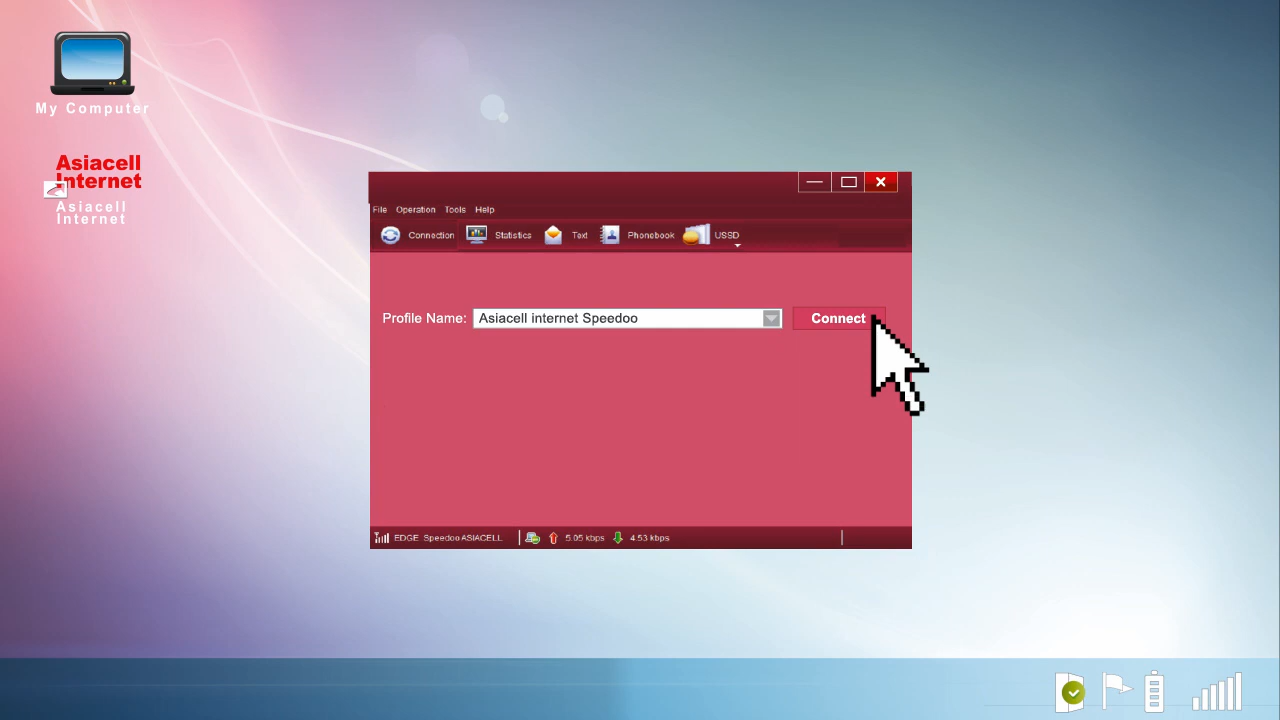 My Computer
Asiacell
Internet
Asiacell
Internet
File Operation Tools Help
Connection Statistics Text Phonebook USSD
Profile Name: Asiacell internet Speedoo Connect
EDGE Speedoo ASIACELL 5.05 kbps 4.53 kbps